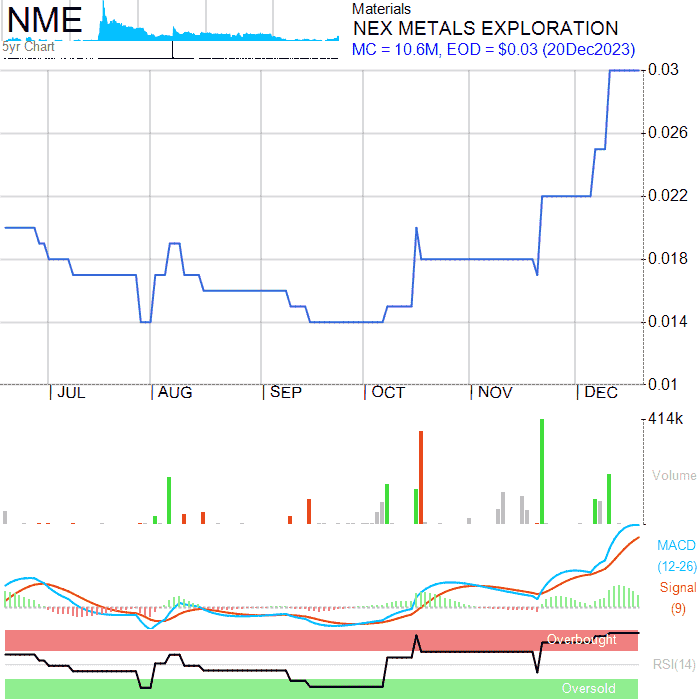 NME
5yr Chart
Materials
NEX METALS EXPLORATION
MC = 10.6M, EOD = $0.03 (20Dec2023)
0.03
0.026
0.022
0.018
0.014
0.01
JUL AUG SEP OCT NOV DEC
414k
Volume
MACD
(12-26)
Signal
(9)
Overbought
RSI(14)
Oversold